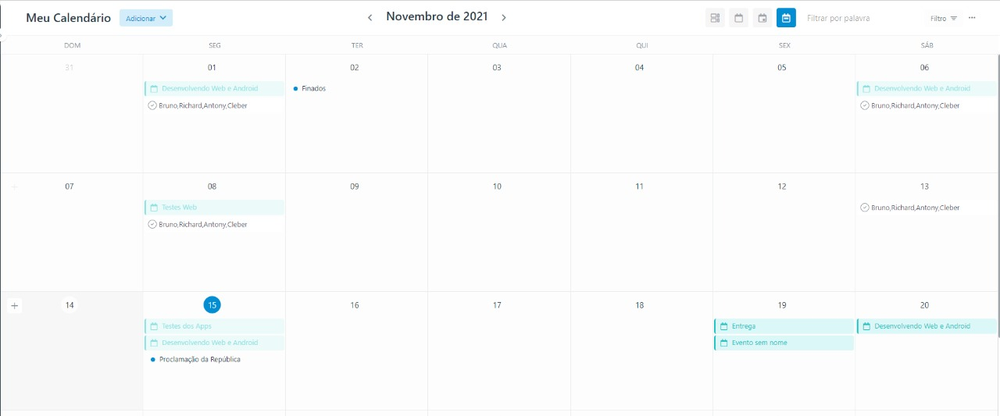 Meu Calendário
Adicionar
Novembro de 2021
Filtrar por palavra
Filtro
DOM SEG TER QUA QUI SEX SÁB
31 01 02 03 04 05 06
Desenvolvendo Web e Android
Bruno,Richard,Antony,Cleber
Finados
Desenvolvendo Web e Android
Bruno,Richard,Antony,Cleber
07 08 09 10 11 12 13
Testes Web
Bruno,Richard,Antony,Cleber
Bruno,Richard,Antony,Cleber
14 15 16 17 18 19 20
Testes dos Apps
Desenvolvendo Web e Android
Proclamação da República
Entrega
Evento sem nome
Desenvolvendo Web e Android